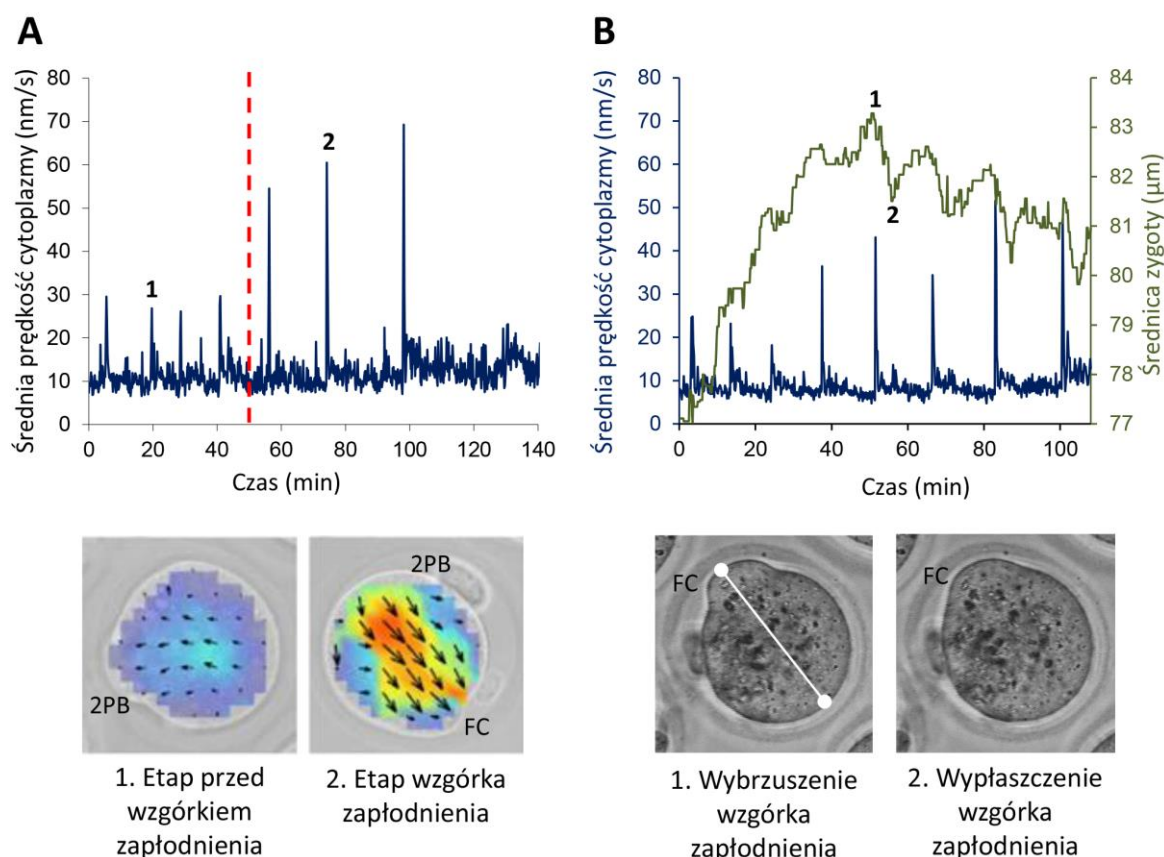 A
Średnia prędkość cytoplazmy (nm/s)
80
70
60
50
40
30
20
10
0
1
2
0 20 40 60 80 100 120 140
Czas (min)
B
Średnia prędkość cytoplazmy (nm/s)
80
70
60
50
40
30
20
10
0
1
2
84
83
82
81
80
79
78
77
Średnica zygoty (µm)
0 20 40 60 80 100
Czas (min)
2PB
2PB
FC
1. Etap przed
wzgórkiem
zapłodnienia
2. Etap wzgórka
zapłodnienia
FC
FC
1. Wybrzuszenie
wzgórka
zapłodnienia
2. Wypłaszczenie
wzgórka
zapłodnienia